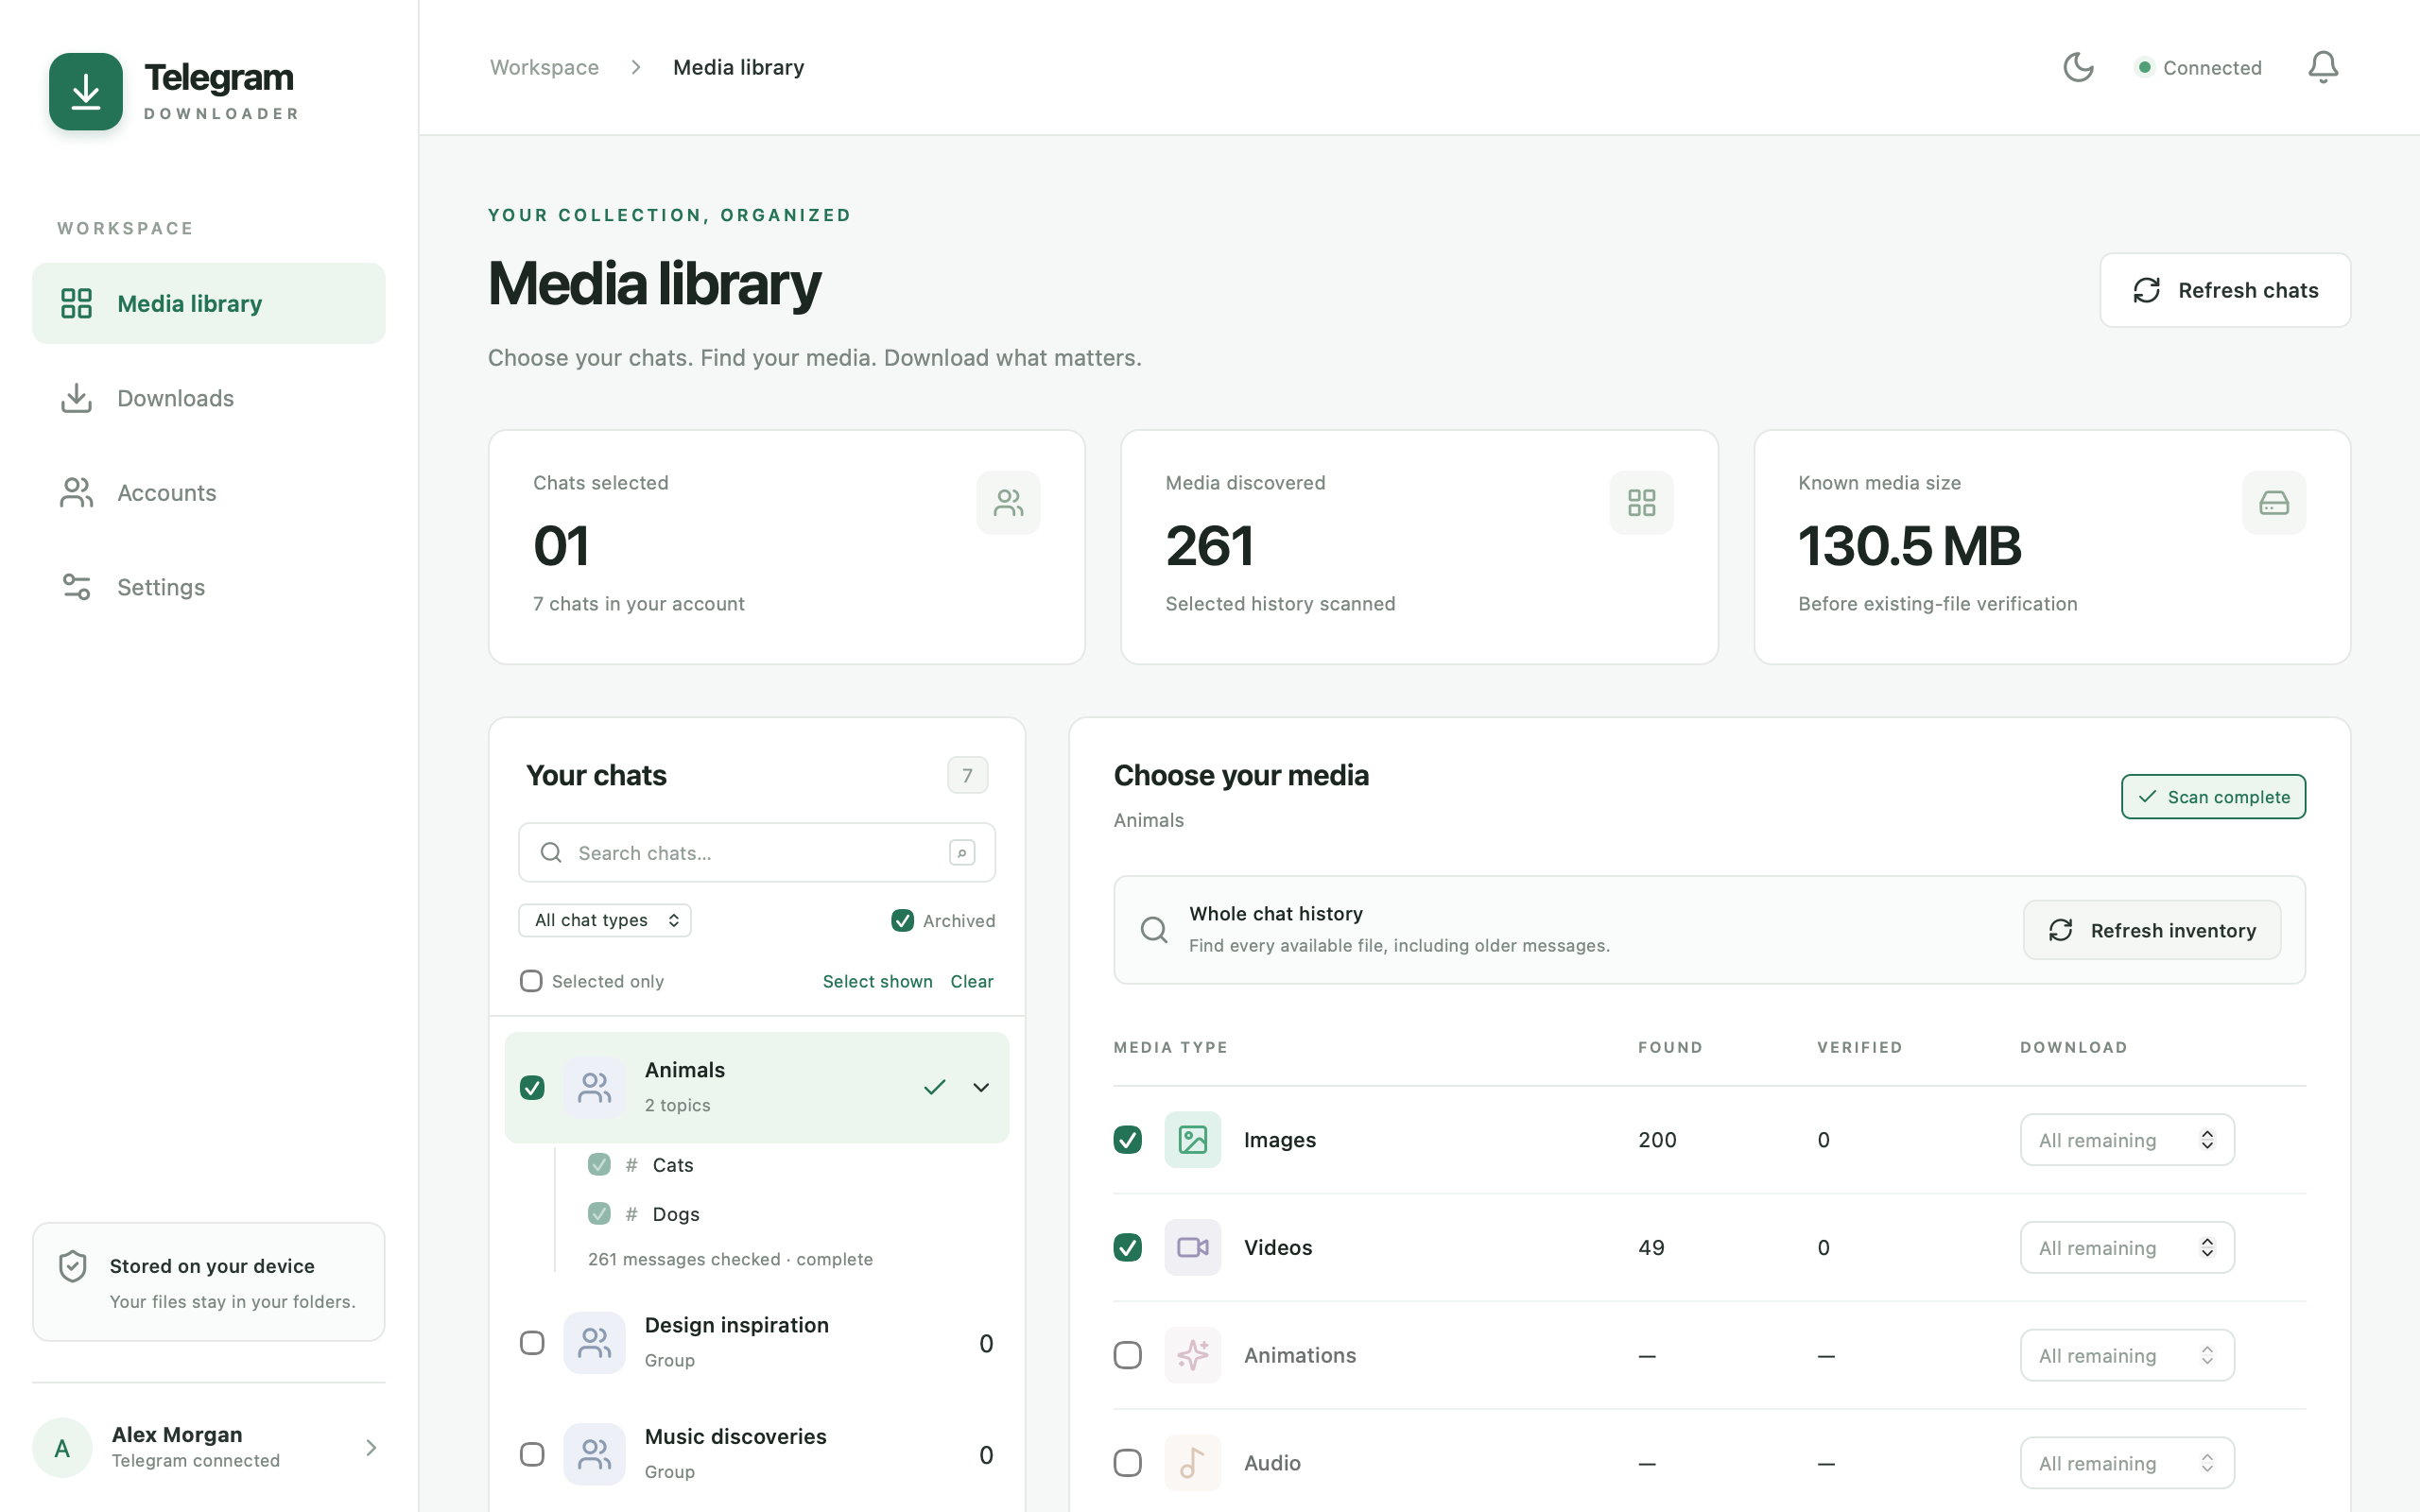 Telegram
DOWNLOADER
WORKSPACE
Media library
Downloads
Accounts
Settings
Stored on your device
Your files stay in your folders.
A
Alex Morgan
Telegram connected
Workspace
Media library
Connected
YOUR COLLECTION, ORGANIZED
Media library
Choose your chats. Find your media. Download what matters.
Refresh chats
Chats selected
01
7 chats in your account
Media discovered
261
Selected history scanned
Known media size
130.5 MB
Before existing-file verification
Your chats
7
Search chats...
All chat types
Archived
Selected only
Select shown
Clear
Animals
2 topics
# Cats
# Dogs
261 messages checked · complete
Design inspiration
Group
0
Music discoveries
Group
0
Choose your media
Animals
Scan complete
Whole chat history
Find every available file, including older messages.
Refresh inventory
MEDIA TYPE FOUND VERIFIED DOWNLOAD
Images 200 0 All remaining
Videos 49 0 All remaining
Animations — — All remaining
Audio — — All remaining